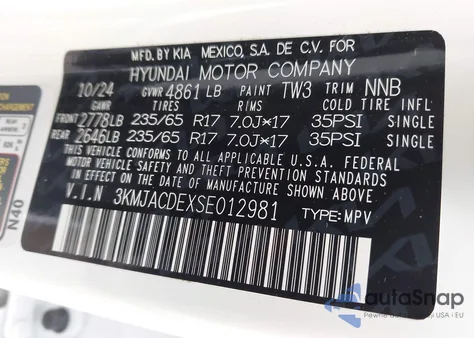 MFD. BY KIA MEXICO, S.A. DE C.V. FOR
HYUNDAI MOTOR COMPANY
10/24 GVWR 4861 LB PAINT TW3 TRIM NNB
GAWR TIRES RIMS COLD TIRE INFL
FRONT 2778LB 235/65 R17 7.0J×17 35PSI SINGLE
REAR 2646LB 235/65 R17 7.0J×17 35PSI SINGLE
THIS VEHICLE CONFORMS TO ALL APPLICABLE U.S.A. FEDERAL
MOTOR VEHICLE SAFETY AND THEFT PREVENTION STANDARDS
IN EFFECT ON THE DATE OF MANUFACTURE SHOWN ABOVE.
V.I.N 3KMJACDEXSE012981 TYPE:MPV
N40
autoSnap